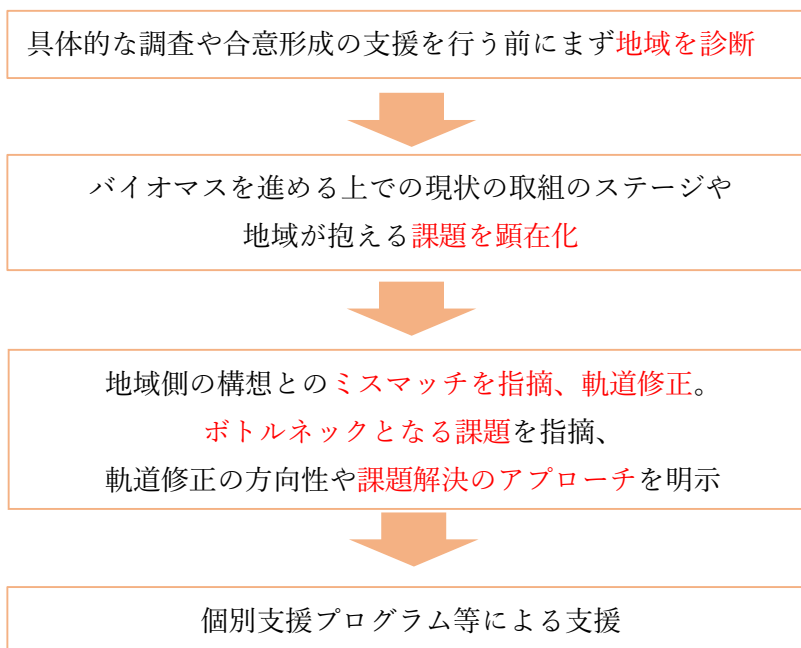 具体的な調査や合意形成の支援を行う前にまず地域を診断
バイオマスを進める上での現状の取組のステージや
地域が抱える課題を顕在化
地域側の構想とのミスマッチを指摘、軌道修正。
ボトルネックとなる課題を指摘、
軌道修正の方向性や課題解決のアプローチを明示
個別支援プログラム等による支援